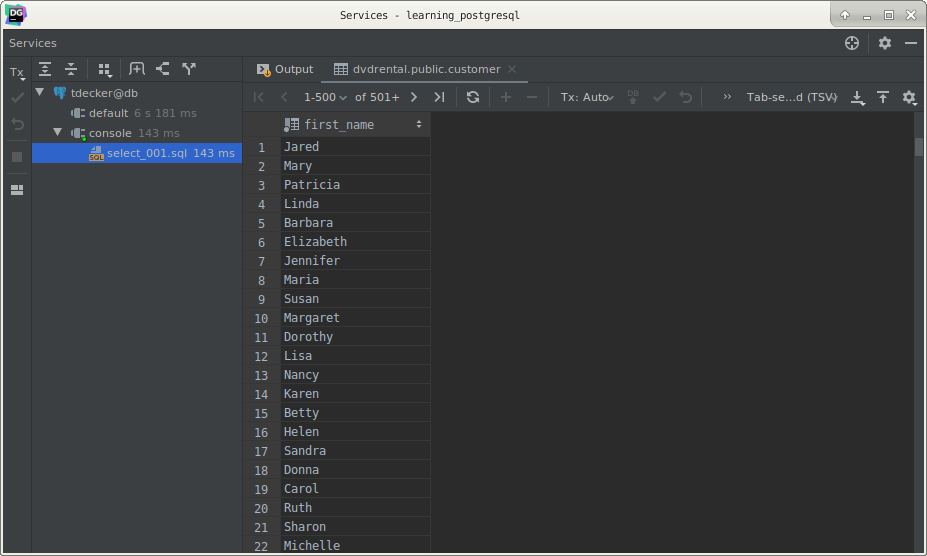 DG
Services - learning_postgresql
Services
Tx
Output
dvdrental.public.customer
tdecker@db
default 6 s 181 ms
console 143 ms
SQL
select_001.sql 143 ms
1-500 of 501+
Tx: Auto
DB
»
Tab-se...d (TSV)
first_name
1 Jared
2 Mary
3 Patricia
4 Linda
5 Barbara
6 Elizabeth
7 Jennifer
8 Maria
9 Susan
10 Margaret
11 Dorothy
12 Lisa
13 Nancy
14 Karen
15 Betty
16 Helen
17 Sandra
18 Donna
19 Carol
20 Ruth
21 Sharon
22 Michelle